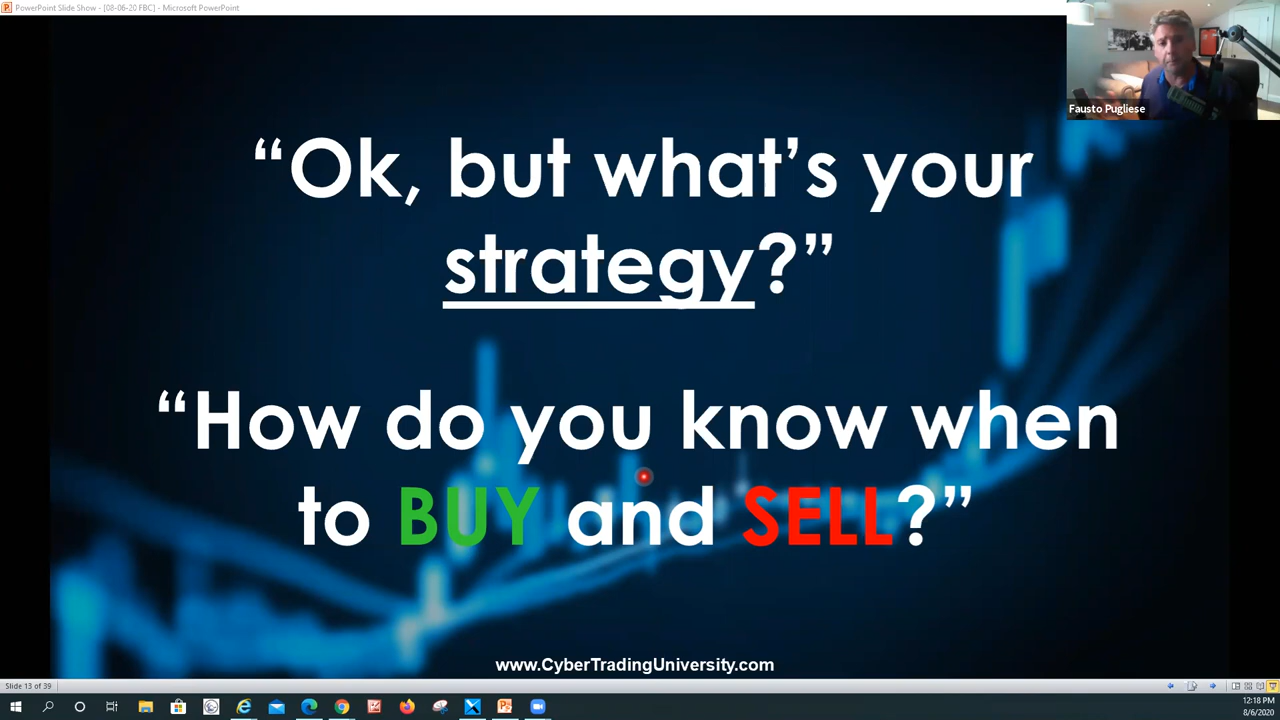 PowerPoint Slide Show - [08-06-20 FBC] - Microsoft PowerPoint
Fausto Pugliese
“Ok, but what’s your
strategy?”
“How do you know when
to BUY and SELL?”
www.CyberTradingUniversity.com
Slide 13 of 39
12:18 PM
8/6/2020